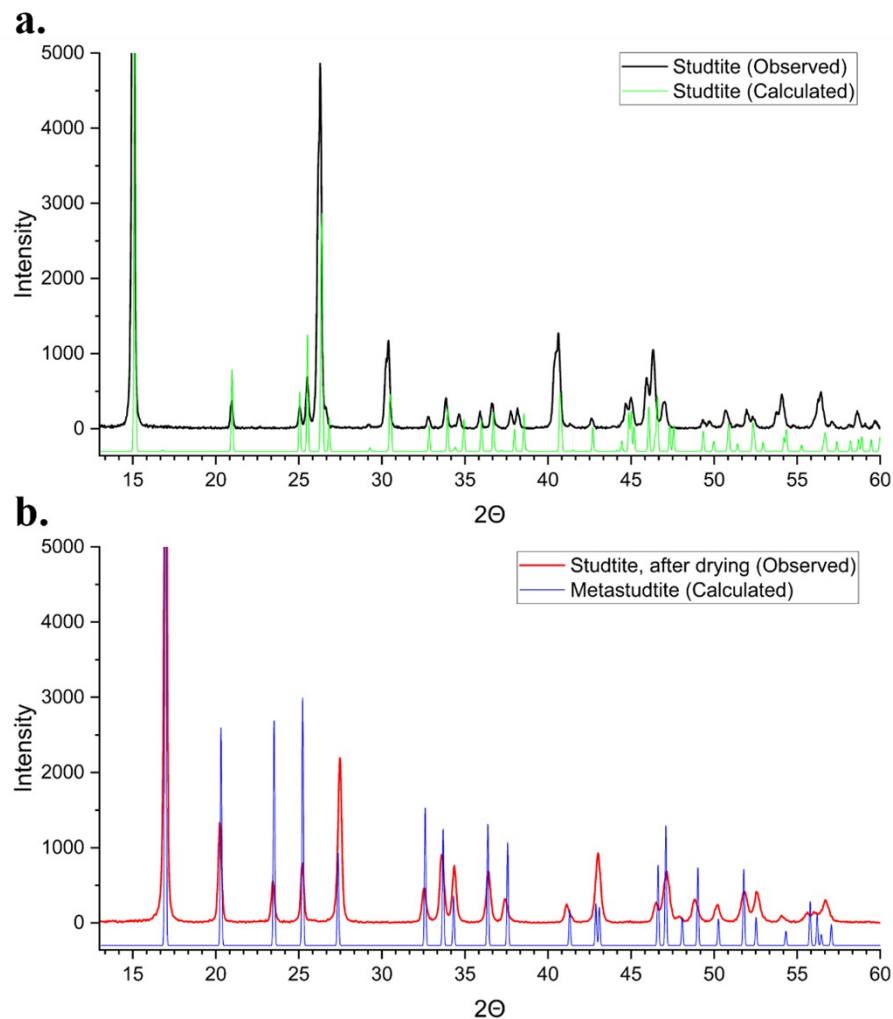 a.
5000
4000
3000
2000
1000
0
Intensity
Studtite (Observed)
Studtite (Calculated)
15 20 25 30 35 40 45 50 55 60
2Θ
b.
5000
4000
3000
2000
1000
0
Intensity
Studtite, after drying (Observed)
Metastudtite (Calculated)
15 20 25 30 35 40 45 50 55 60
2Θ